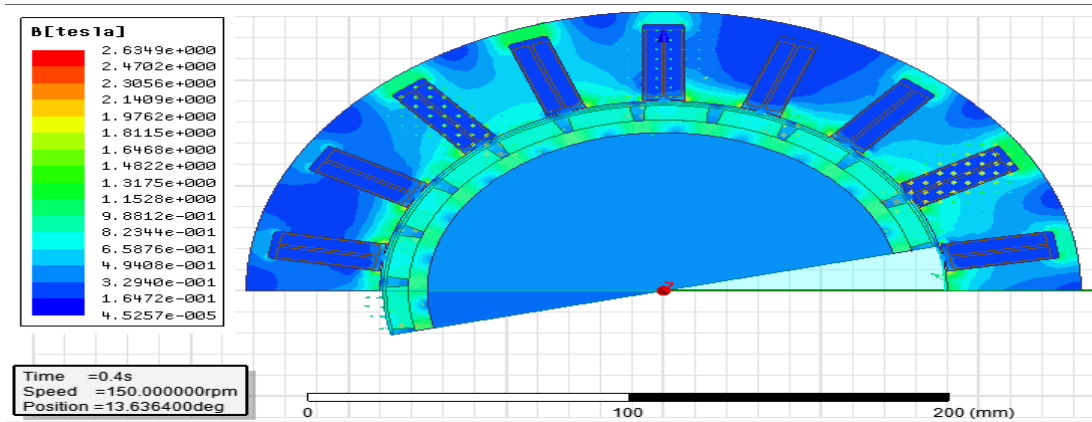 B[tesla]
2.6349e+000
2.4702e+000
2.3056e+000
2.1409e+000
1.9762e+000
1.8115e+000
1.6468e+000
1.4822e+000
1.3175e+000
1.1528e+000
9.8812e-001
8.2344e-001
6.5876e-001
4.9408e-001
3.2940e-001
1.6472e-001
4.5257e-005
Time =0.4s
Speed =150.000000rpm
Position =13.636400deg
0 100 200 (mm)